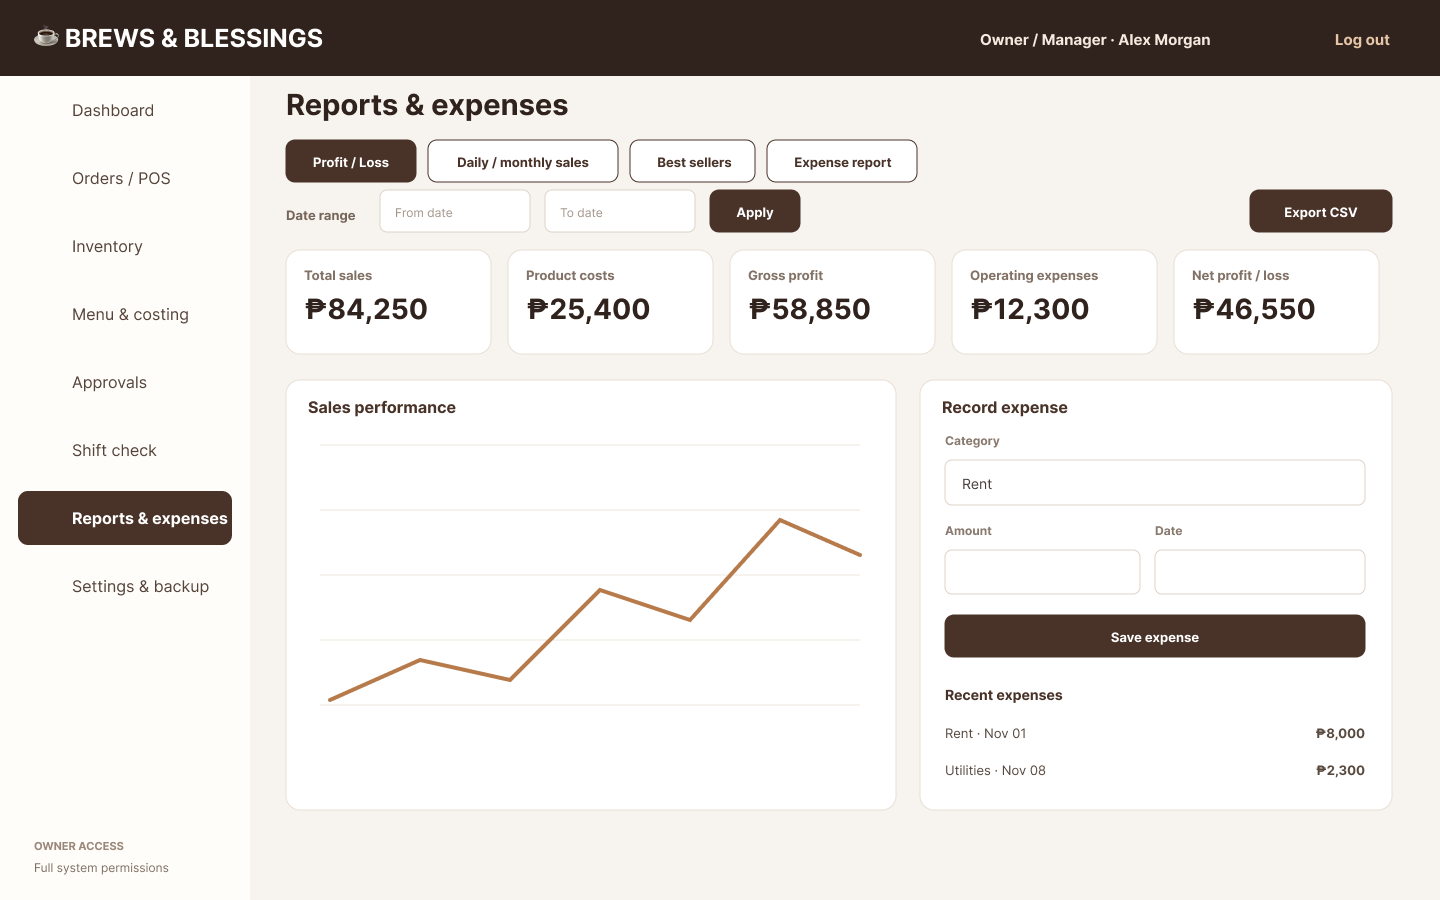 BREWS & BLESSINGS
Owner / Manager · Alex Morgan
Log out
Dashboard
Orders / POS
Inventory
Menu & costing
Approvals
Shift check
Reports & expenses
Settings & backup
OWNER ACCESS
Full system permissions
Reports & expenses
Profit / Loss
Daily / monthly sales
Best sellers
Expense report
Date range
From date
To date
Apply
Export CSV
Total sales
₱84,250
Product costs
₱25,400
Gross profit
₱58,850
Operating expenses
₱12,300
Net profit / loss
₱46,550
Sales performance
Record expense
Category
Rent
Amount
Date
Save expense
Recent expenses
Rent · Nov 01
₱8,000
Utilities · Nov 08
₱2,300